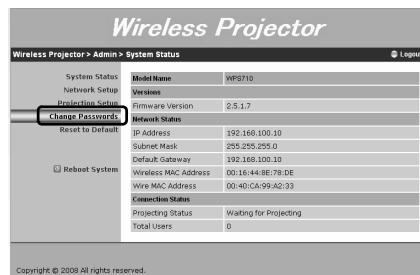 Wireless Projector
Wireless Projector > Admin > System Status
Logout
System Status
Network Setup
Projection Setup
Change Passwords
Reset to Default
Reboot System
Model Name WPS710
Versions
Firmware Version 2.5.1.7
Network Status
IP Address 192.168.100.10
Subnet Mask 255.255.255.0
Default Gateway 192.168.100.10
Wireless MAC Address 00:16:44:8E:78:DE
Wire MAC Address 00:40:CA:99:A2:33
Connection Status
Projecting Status Waiting for Projecting
Total Users 0
Copyright © 2008 All rights reserved.